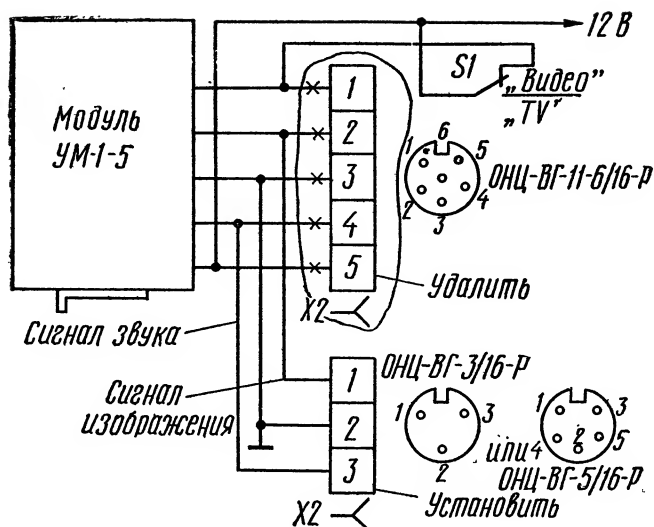 12 В
S1
„Видео”
„TV”
Модуль
УМ-1-5
1
2
3
4
5
1
6
5
2
4
3
ОНЦ-ВГ-11-6/16-Р
Удалить
X2
Сигнал звука
Сигнал
изображения
1
2
3
ОНЦ-ВГ-3/16-Р
1
3
2
или
1
3
4
2
5
ОНЦ-ВГ-5/16-Р
Установить
X2